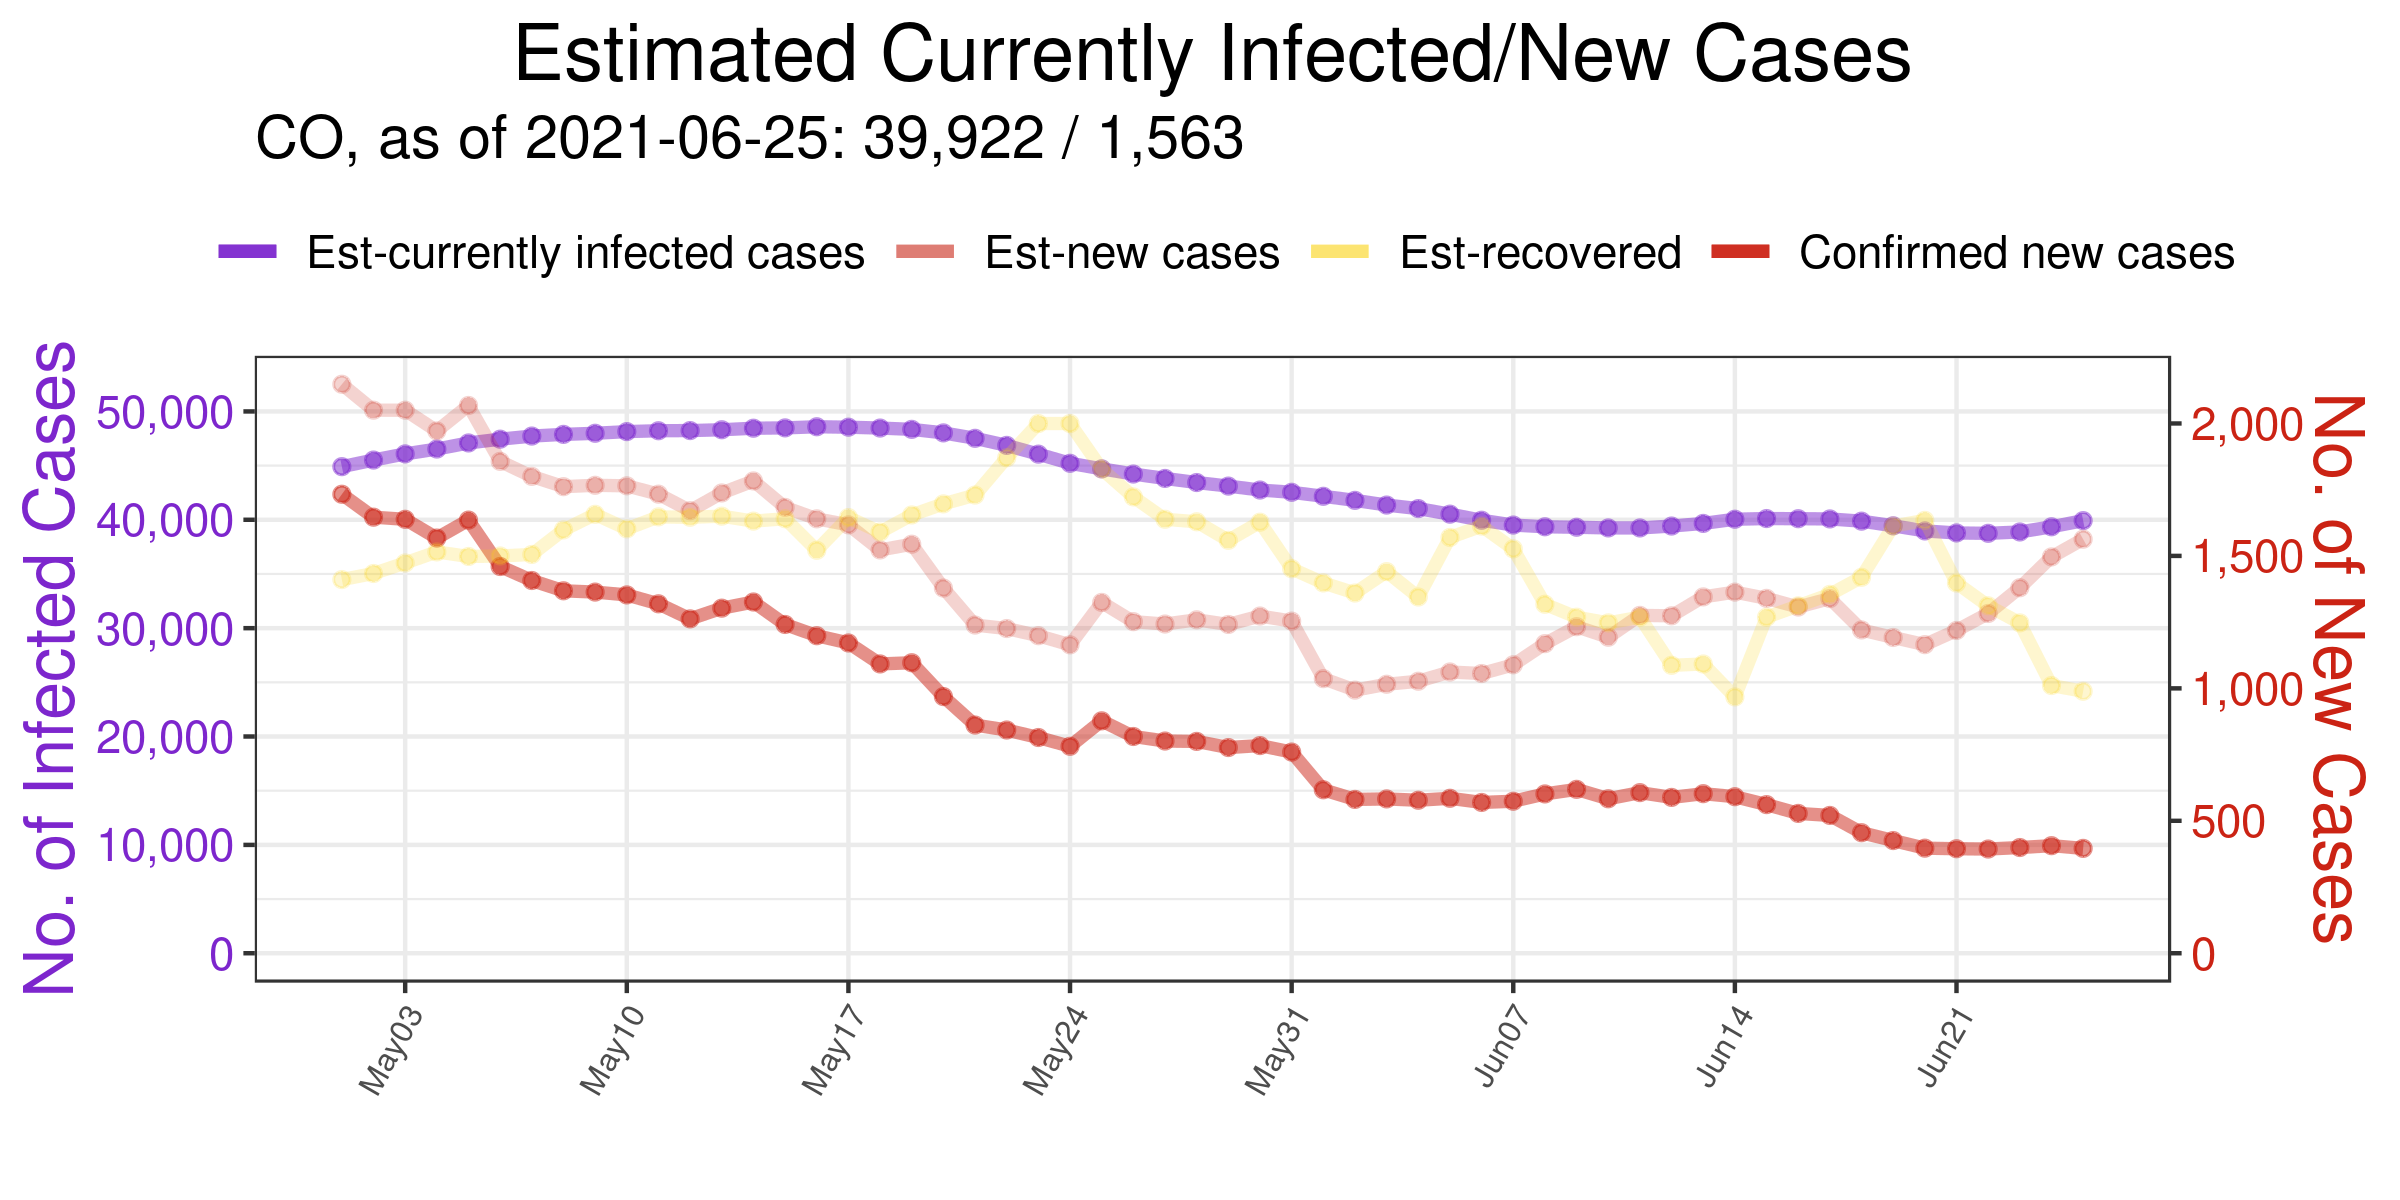 Estimated Currently Infected/New Cases
CO, as of 2021-06-25: 39,922 / 1,563
Est-currently infected cases Est-new cases Est-recovered Confirmed new cases
No. of Infected Cases
50,000
40,000
30,000
20,000
10,000
0
2,000
1,500
1,000
500
0
No. of New Cases
May03 May10 May17 May24 May31 Jun07 Jun14 Jun21